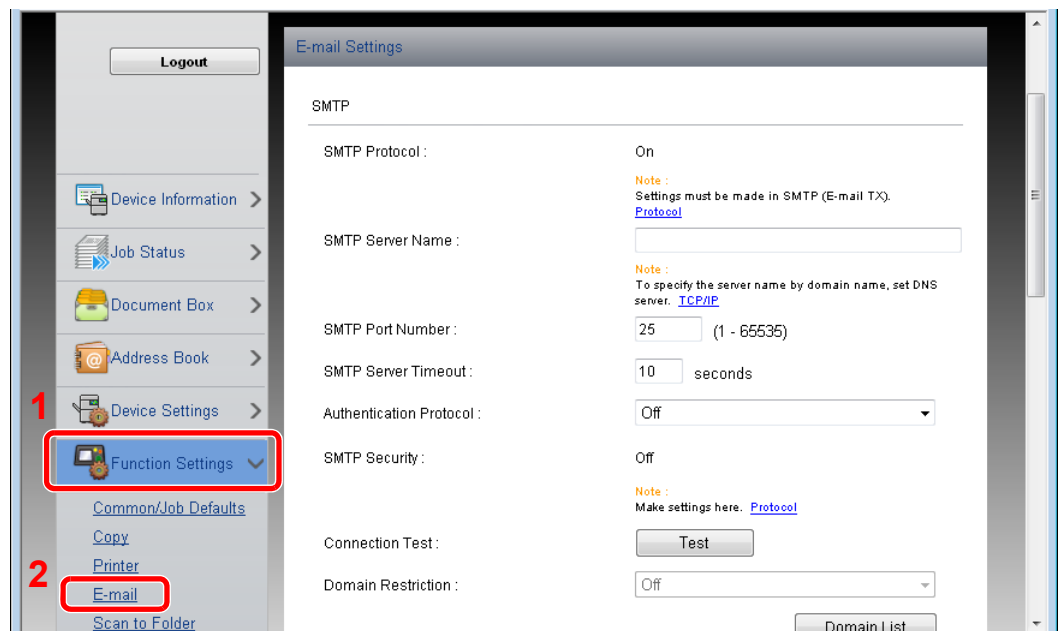 Logout
Device Information
Job Status
Document Box
Address Book
1
Device Settings
Function Settings
Common/Job Defaults
Copy
Printer
2
E-mail
Scan to Folder
E-mail Settings
SMTP
SMTP Protocol :
On
Note :
Settings must be made in SMTP (E-mail TX).
Protocol
SMTP Server Name :
Note :
To specify the server name by domain name, set DNS
server. TCP/IP
SMTP Port Number :
25 (1 - 65535)
SMTP Server Timeout :
10 seconds
Authentication Protocol :
Off
SMTP Security :
Off
Note :
Make settings here. Protocol
Connection Test :
Test
Domain Restriction :
Off
Domain List